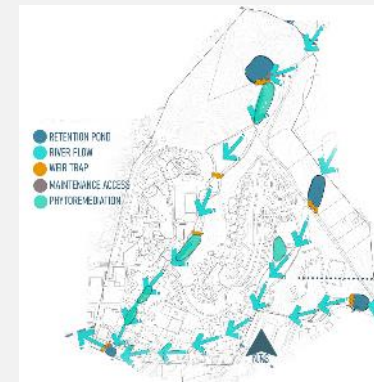 RETENTION POND
RIVER FLOW
WEIR TRAP
MAINTENANCE ACCESS
PHYTOREMEDIATION
N.T.S